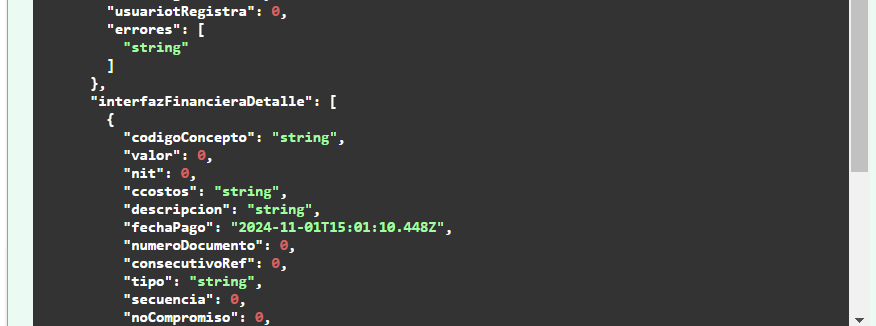 "usuariotRegistra": 0,
"errores": [
"string"
]
},
"interfazFinancieraDetalle": [
{
"codigoConcepto": "string",
"valor": 0,
"nit": 0,
"ccostos": "string",
"descripcion": "string",
"fechaPago": "2024-11-01T15:01:10.448Z",
"numeroDocumento": 0,
"consecutivoRef": 0,
"tipo": "string",
"secuencia": 0,
"noCompromiso": 0,